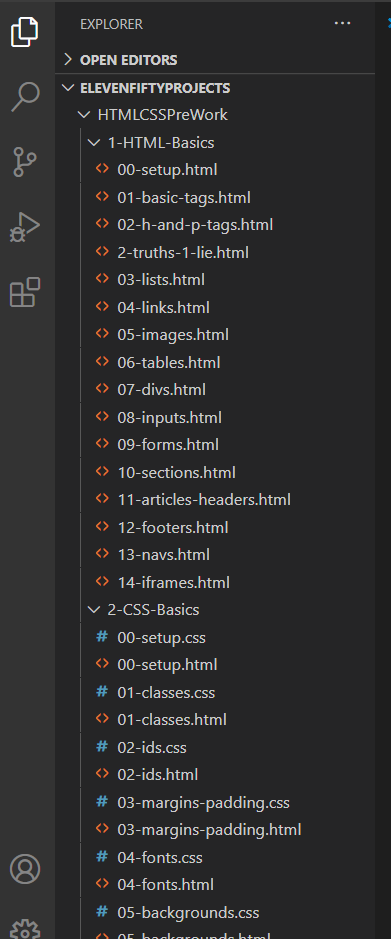 EXPLORER
OPEN EDITORS
ELEVENFIFTYPROJECTS
HTMLCSSPreWork
1-HTML-Basics
00-setup.html
01-basic-tags.html
02-h-and-p-tags.html
2-truths-1-lie.html
03-lists.html
04-links.html
05-images.html
06-tables.html
07-divs.html
08-inputs.html
09-forms.html
10-sections.html
11-articles-headers.html
12-footers.html
13-navs.html
14-iframes.html
2-CSS-Basics
00-setup.css
00-setup.html
01-classes.css
01-classes.html
02-ids.css
02-ids.html
03-margins-padding.css
03-margins-padding.html
04-fonts.css
04-fonts.html
05-backgrounds.css
05-backgrounds.html